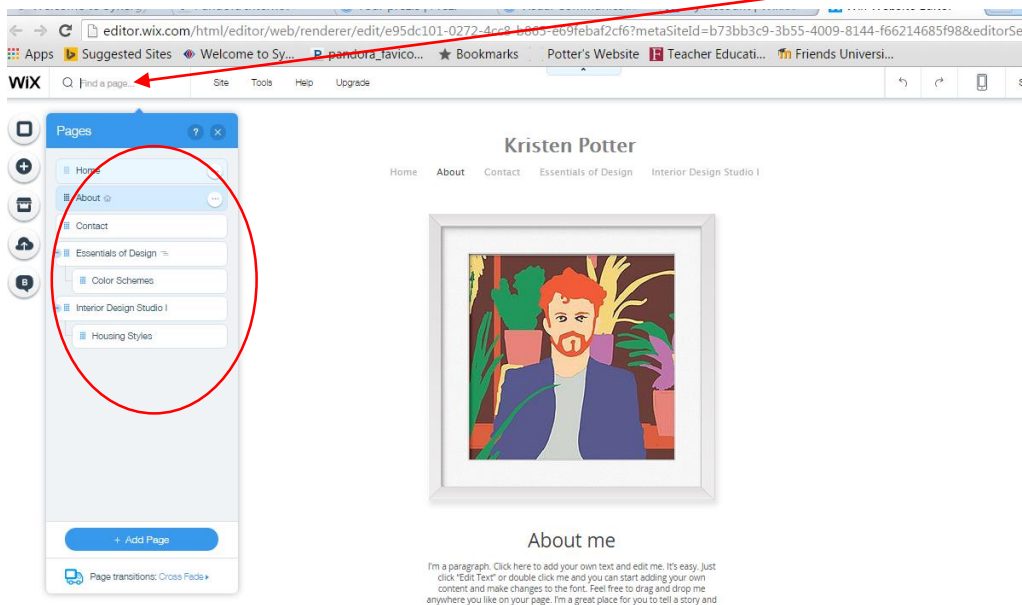 editor.wix.com/html/editor/web/renderer/edit/e95dc101-0272-4cc8-b865-e69febaf2cf6?metaSiteId=b73bb3c9-3b55-4009-8144-f66214685f98&editorSe
Apps Suggested Sites Welcome to Sy... pandora_favico... Bookmarks Potter's Website Teacher Educati... Friends Universi...
WiX Find a page... Site Tools Help Upgrade
Pages ? ×
Kristen Potter
Home About Contact Essentials of Design Interior Design Studio I
Home
About
Contact
Essentials of Design
Color Schemes
Interior Design Studio I
Housing Styles
+ Add Page
Page transitions: Cross Fade
About me
I'm a paragraph. Click here to add your own text and edit me. It's easy. Just
click "Edit Text" or double click me and you can start adding your own
content and make changes to the font. Feel free to drag and drop me
anywhere you like on your page. I'm a great place for you to tell a story and